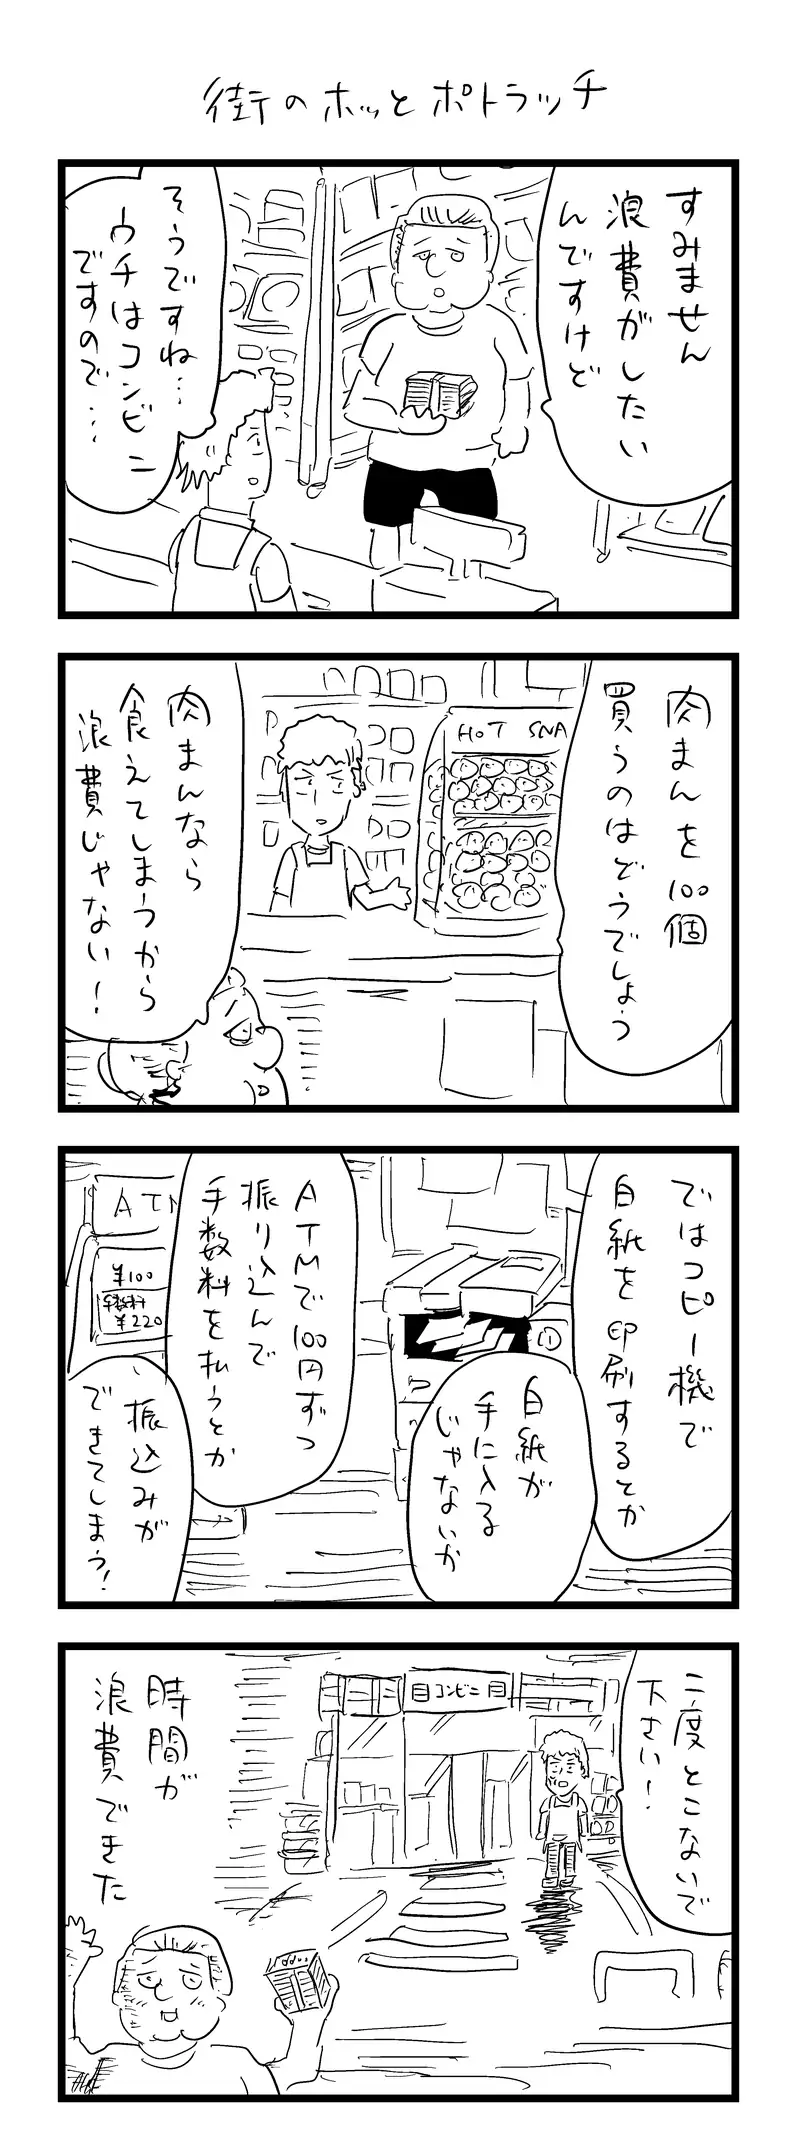 街のホッとポトラッチ
すみません
浪費がしたい
んですけど
そうですね…
ウチはコンビニ
ですので…
肉まんを100個
買うのはどうでしょう
HOT SNA
肉まんなら
食えてしまうから
浪費じゃない!
ではコピー機で
白紙を印刷するとか
白紙が
手に入る
じゃないか
ATMで100円ずつ
振り込んで
手数料を払うとか
ATM
¥100
手数料
¥220
振込みが
できてしまう!
二度とこないで
下さい!
コンビニ
時間が
浪費できた